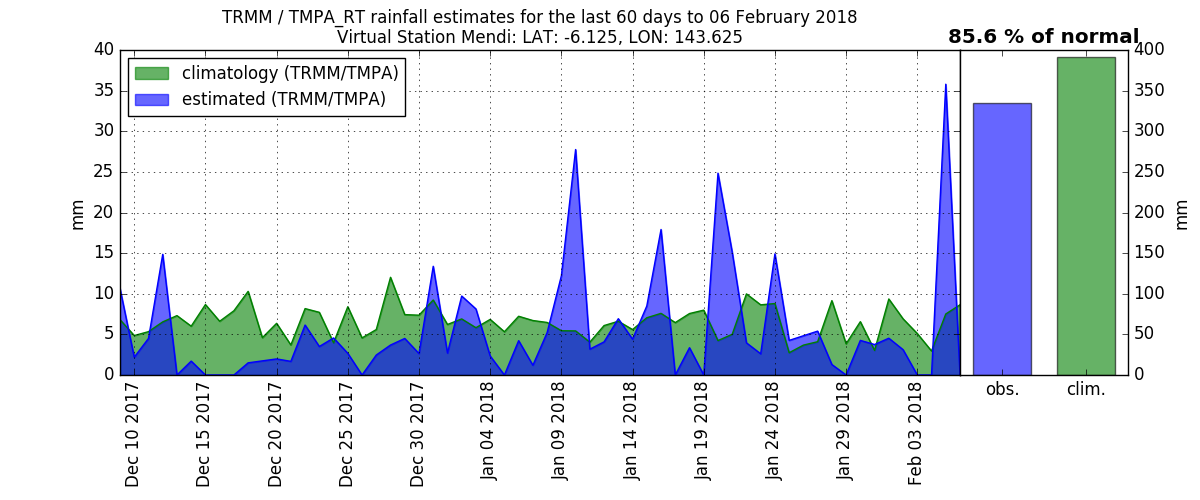 TRMM / TMPA_RT rainfall estimates for the last 60 days to 06 February 2018
Virtual Station Mendi: LAT: -6.125, LON: 143.625
85.6 % of normal
climatology (TRMM/TMPA)
estimated (TRMM/TMPA)
40
35
30
25
20
15
10
5
0
mm
400
350
300
250
200
150
100
50
0
mm
Dec 10 2017
Dec 15 2017
Dec 20 2017
Dec 25 2017
Dec 30 2017
Jan 04 2018
Jan 09 2018
Jan 14 2018
Jan 19 2018
Jan 24 2018
Jan 29 2018
Feb 03 2018
obs.
clim.